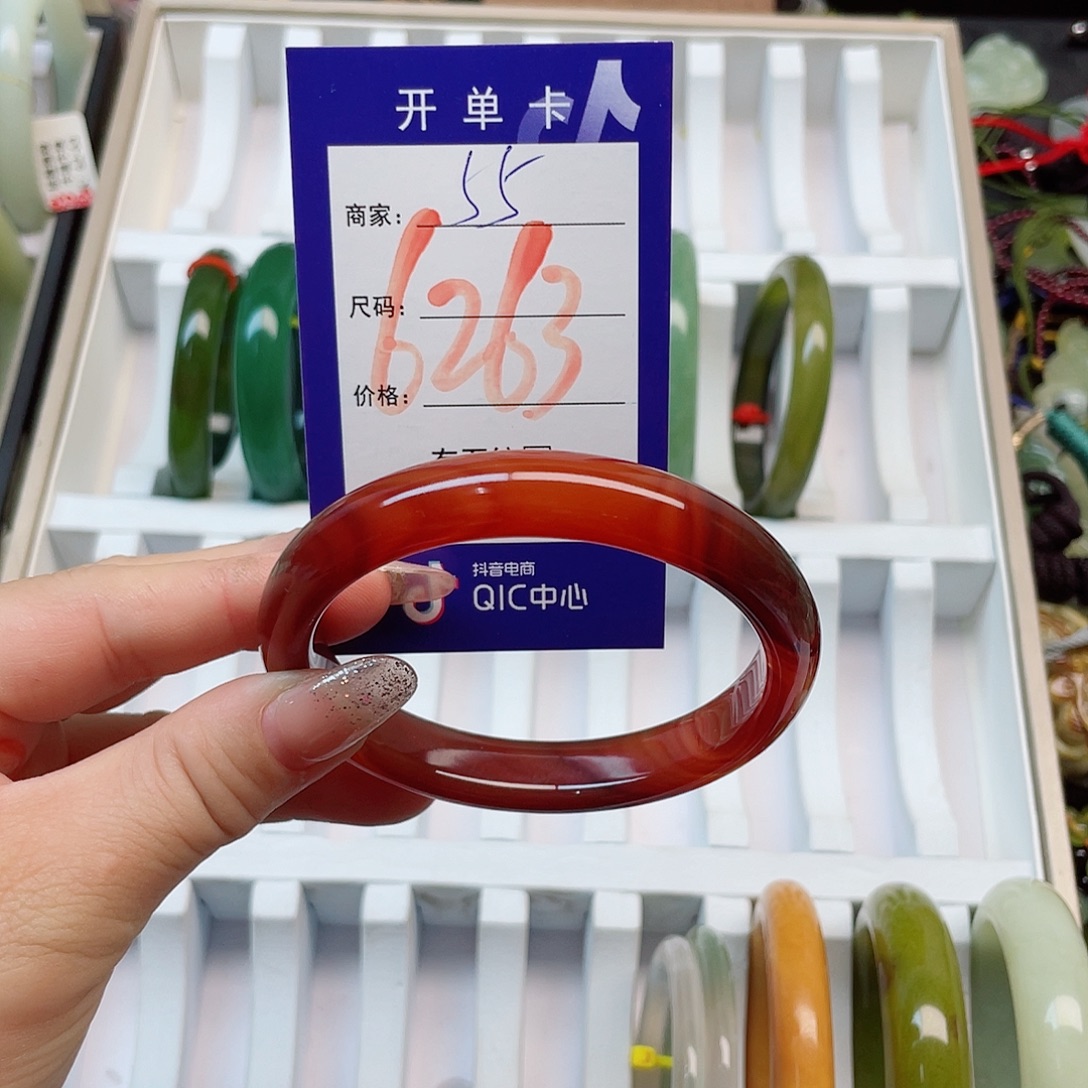 开单卡
商家：55
6263
尺码：
价格：
抖音电商
QIC中心